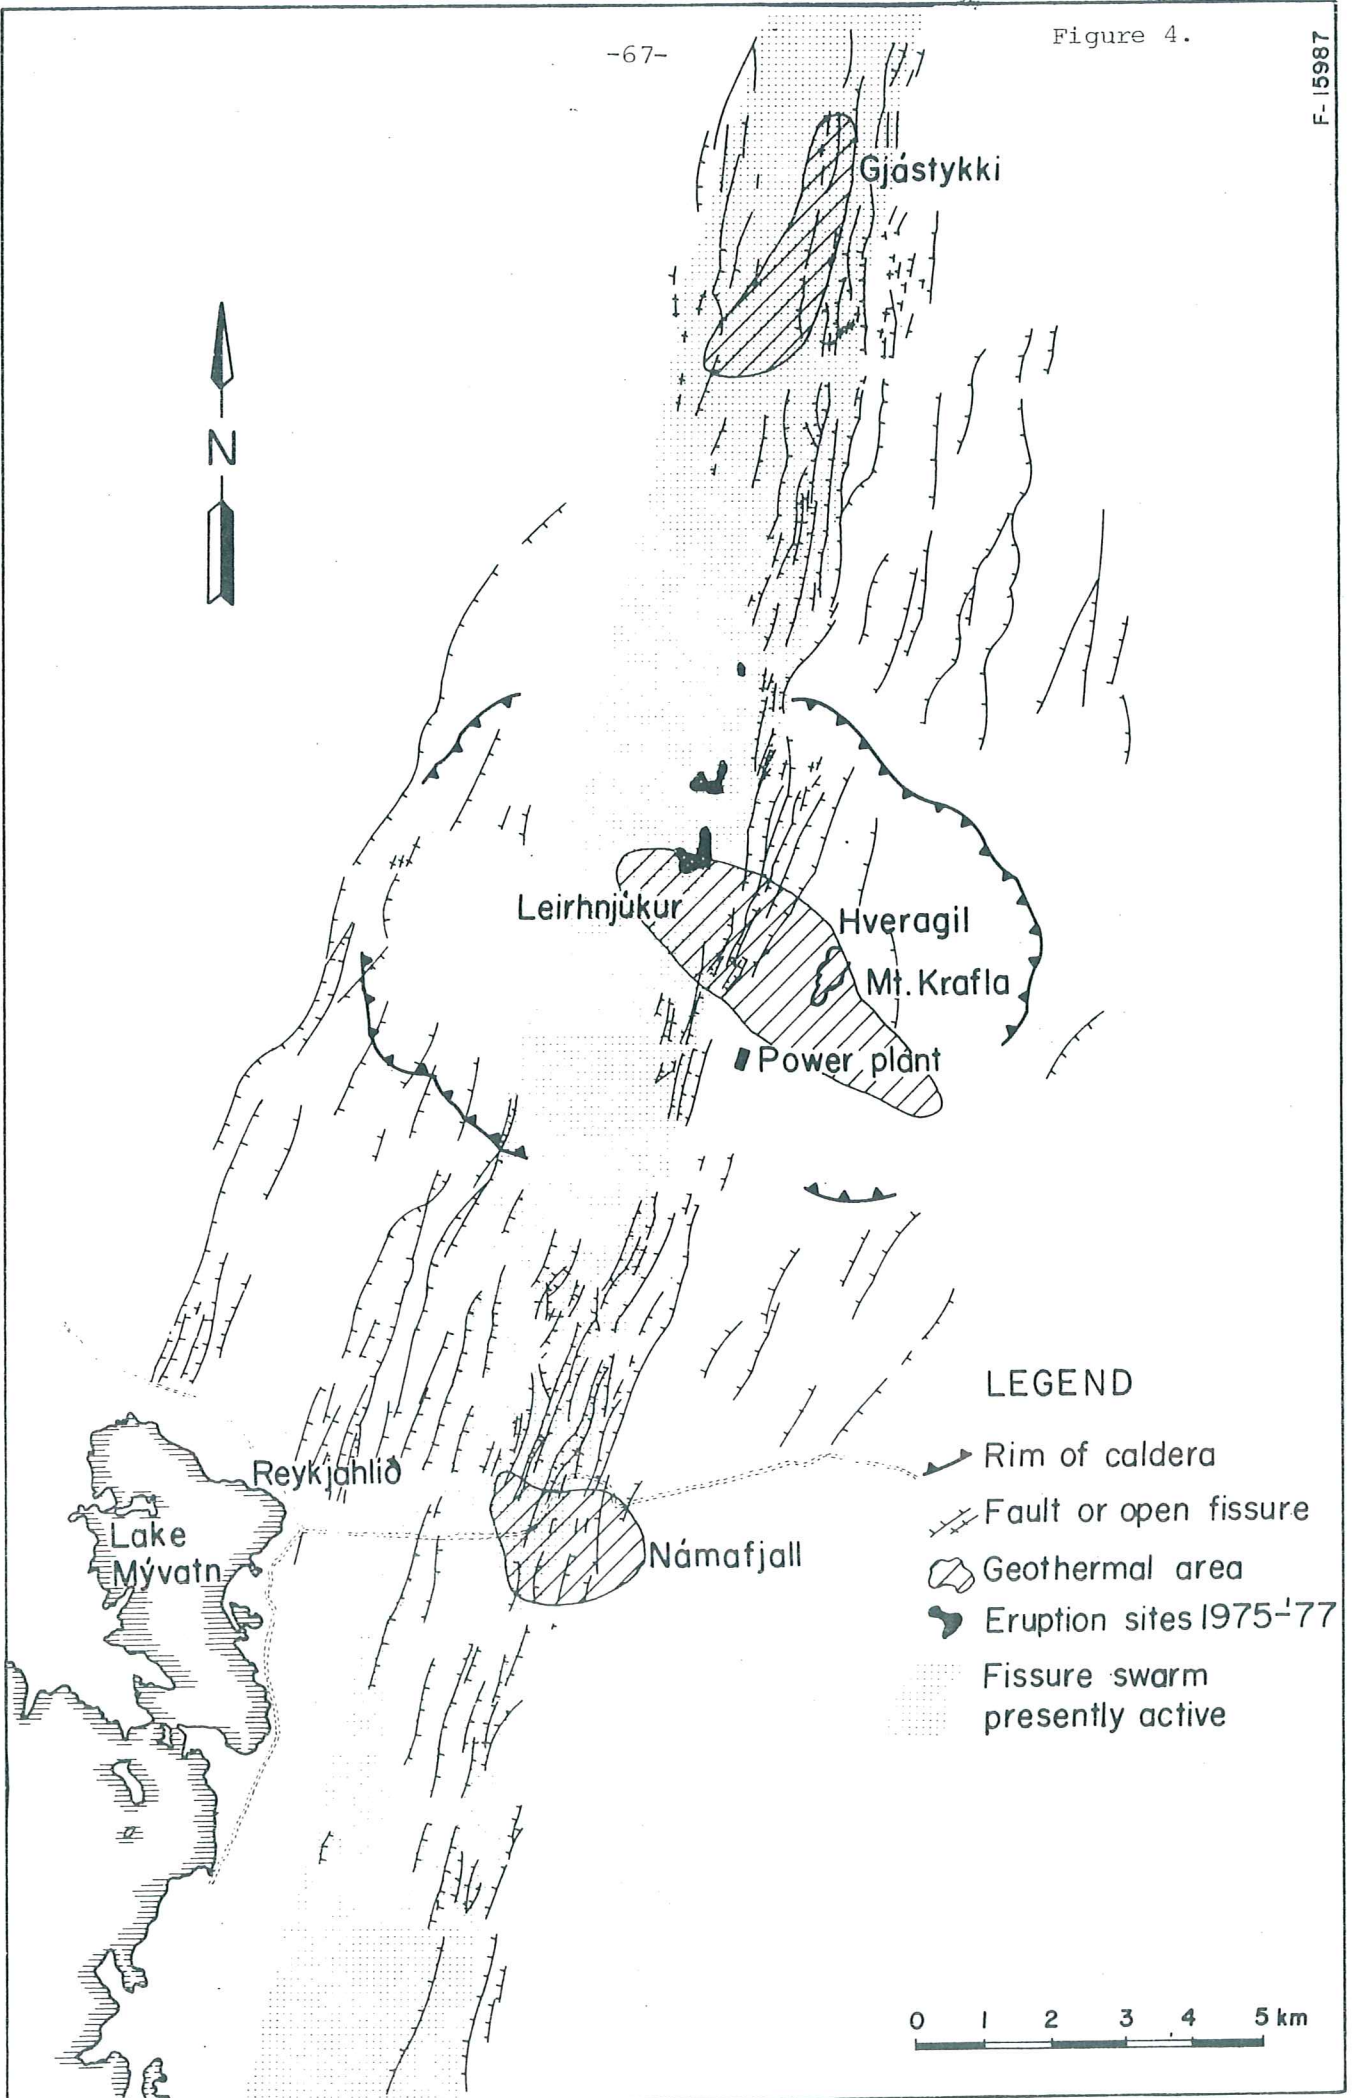 -67-
Figure 4.
F-15987
Gjástykki
N
Leirhnjúkur
Hveragil
Mt. Krafla
Power plant
LEGEND
Rim of caldera
Fault or open fissure
Geothermal area
Eruption sites 1975-'77
Fissure swarm
presently active
Reykjahlíð
Lake
Mývatn
Námafjall
0 1 2 3 4 5 km